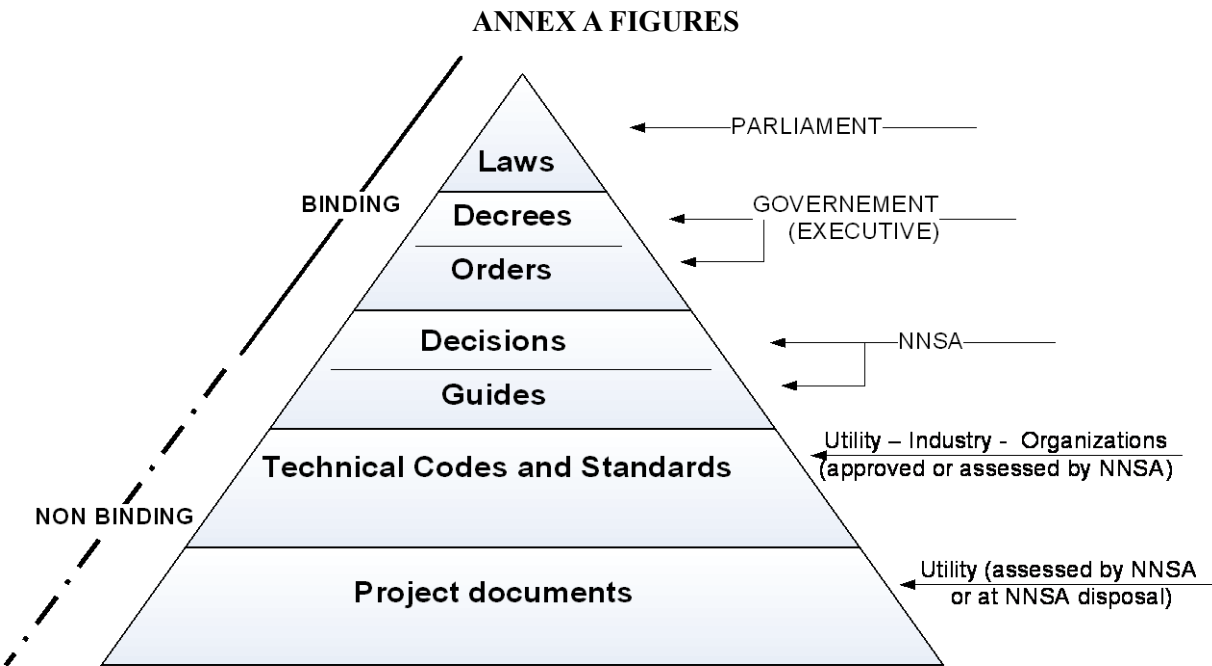 ANNEX A FIGURES
PARLIAMENT
Laws
BINDING
Decrees
GOVERNEMENT
(EXECUTIVE)
Orders
Decisions
NNSA
Guides
Utility – Industry - Organizations
(approved or assessed by NNSA)
Technical Codes and Standards
NON BINDING
Utility (assessed by NNSA
or at NNSA disposal)
Project documents